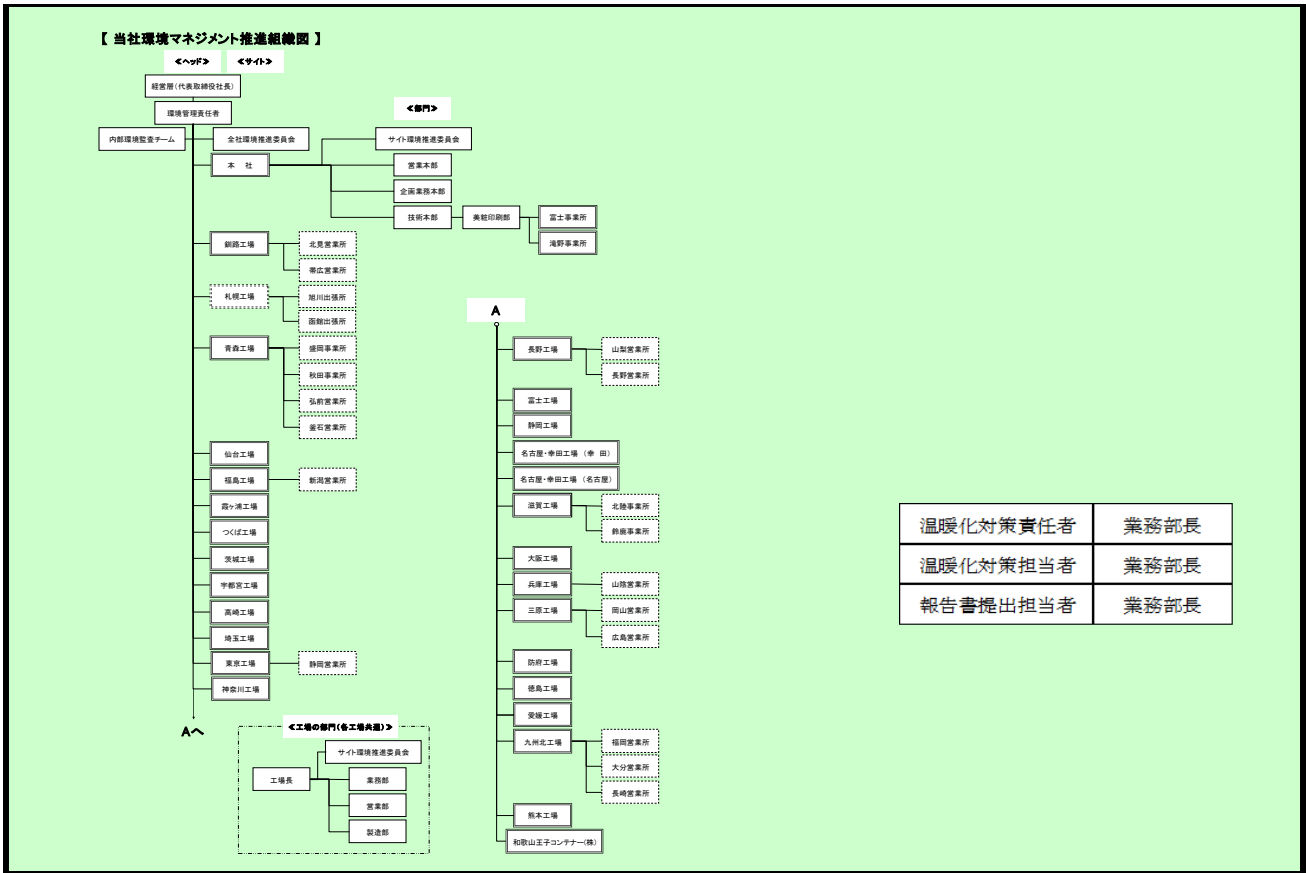 【 当社環境マネジメント推進組織図 】
≪ヘッド≫
≪サイト≫
経営層(代表取締役社長)
環境管理責任者
≪部門≫
内部環境監査チーム
全社環境推進委員会
サイト環境推進委員会
本 社
営業本部
企画業務本部
技術本部
美粧印刷部
富士事業所
滝野事業所
釧路工場
北見営業所
帯広営業所
札幌工場
旭川出張所
函館出張所
青森工場
盛岡事業所
秋田事業所
弘前営業所
釜石営業所
仙台工場
福島工場
新潟営業所
霞ヶ浦工場
つくば工場
茨城工場
宇都宮工場
高崎工場
埼玉工場
東京工場
静岡営業所
神奈川工場
Aへ
≪工場の部門(各工場共通)≫
サイト環境推進委員会
工場長
業務部
営業部
製造部
A
長野工場
山梨営業所
長野営業所
富士工場
静岡工場
名古屋・幸田工場 (幸 田)
名古屋・幸田工場 (名古屋)
滋賀工場
北陸事業所
鈴鹿事業所
大阪工場
兵庫工場
山陰営業所
三原工場
岡山営業所
広島営業所
防府工場
徳島工場
愛媛工場
九州北工場
福岡営業所
大分営業所
長崎営業所
熊本工場
和歌山王子コンテナー(株)
温暖化対策責任者 業務部長
温暖化対策担当者 業務部長
報告書提出担当者 業務部長